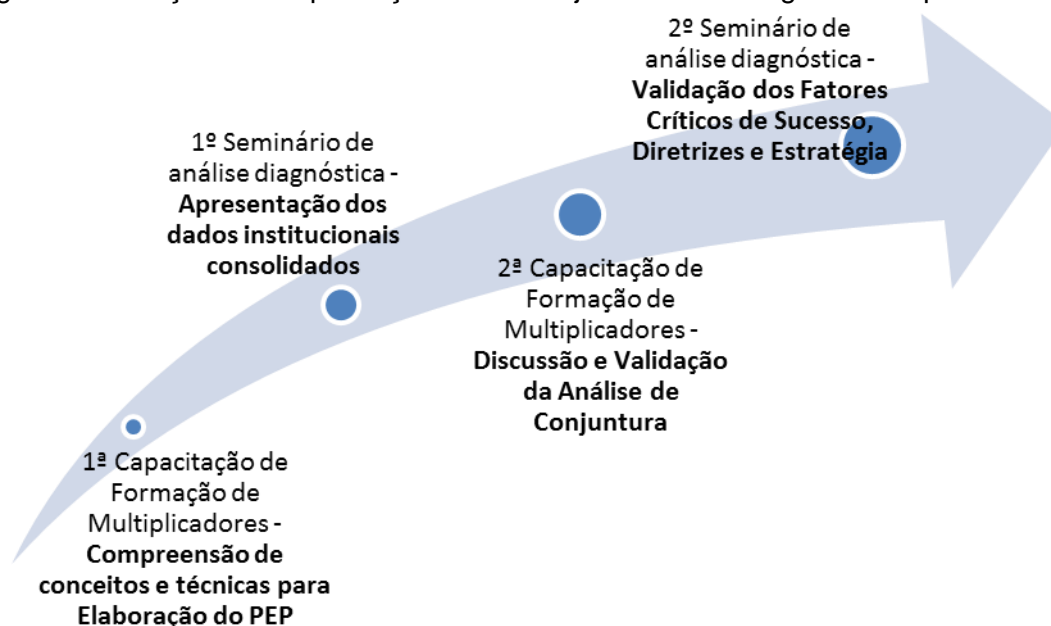 1ª Capacitação de
Formação de
Multiplicadores -
Compreensão de
conceitos e técnicas para
Elaboração do PEP
1º Seminário de
análise diagnóstica -
Apresentação dos
dados institucionais
consolidados
2ª Capacitação de
Formação de
Multiplicadores -
Discussão e Validação
da Análise de
Conjuntura
2º Seminário de
análise diagnóstica -
Validação dos Fatores
Críticos de Sucesso,
Diretrizes e Estratégia